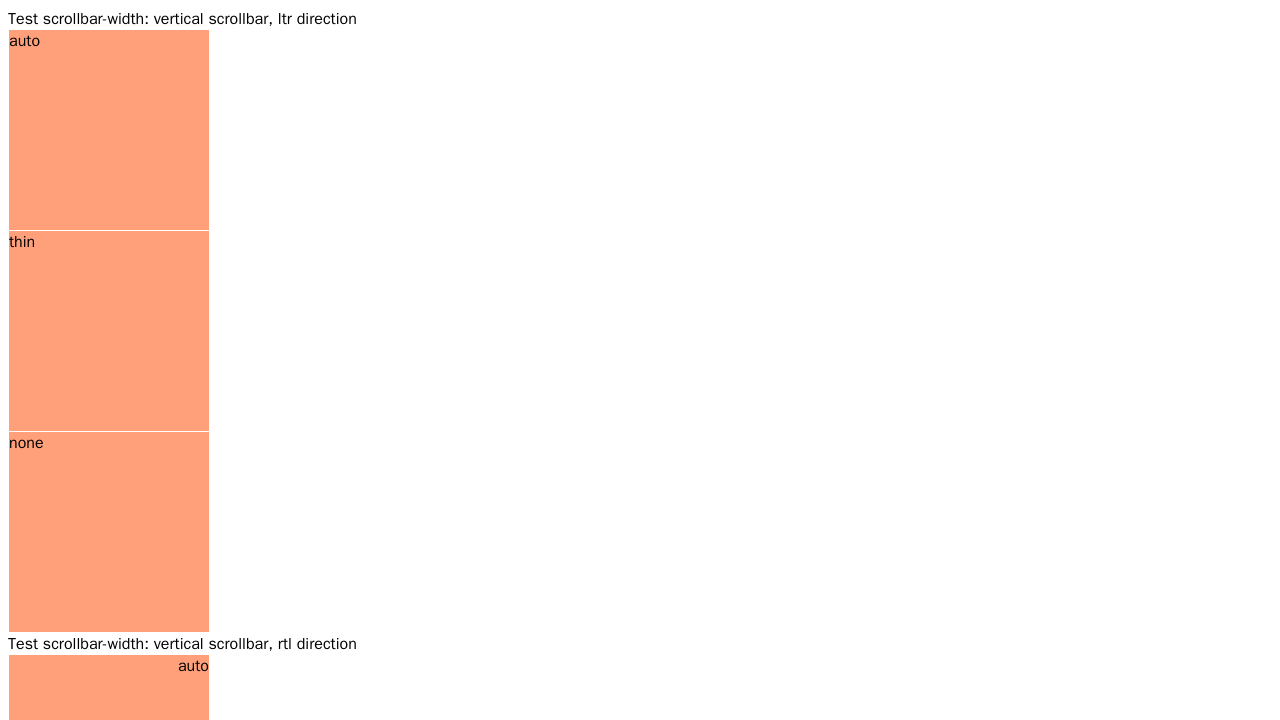 Test scrollbar-width: vertical scrollbar, ltr direction
auto
thin
none
Test scrollbar-width: vertical scrollbar, rtl direction
auto